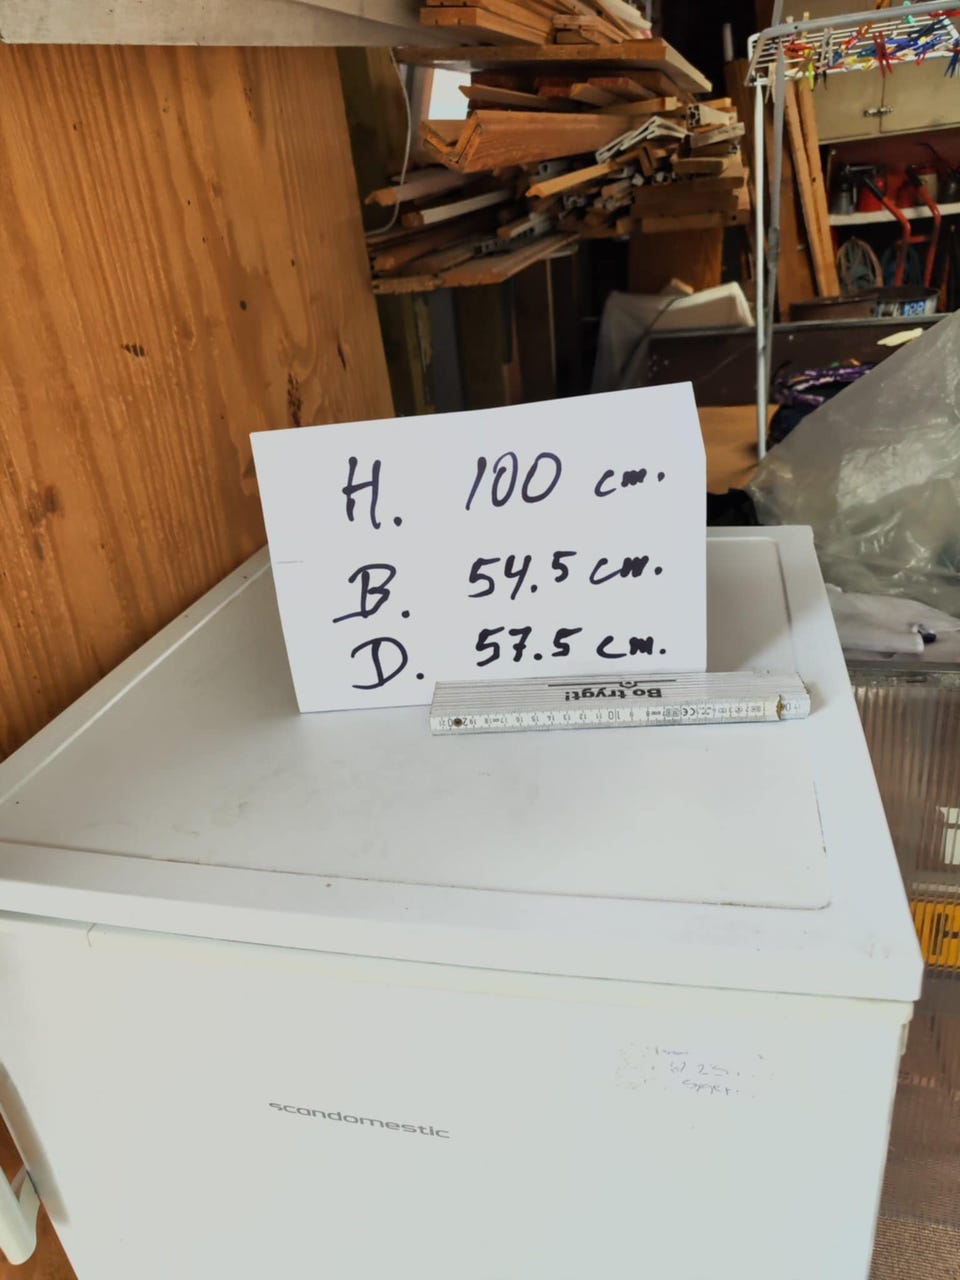 H. 100 cm.
B. 54.5 cm.
D. 57.5 cm.
Bo trygt!
scandomestic